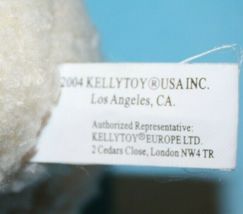 2004 KELLYTOY®USA INC.
Los Angeles, CA.
Authorized Representative:
KELLYTOY®EUROPE LTD.
2 Cedars Close, London NW4 TR